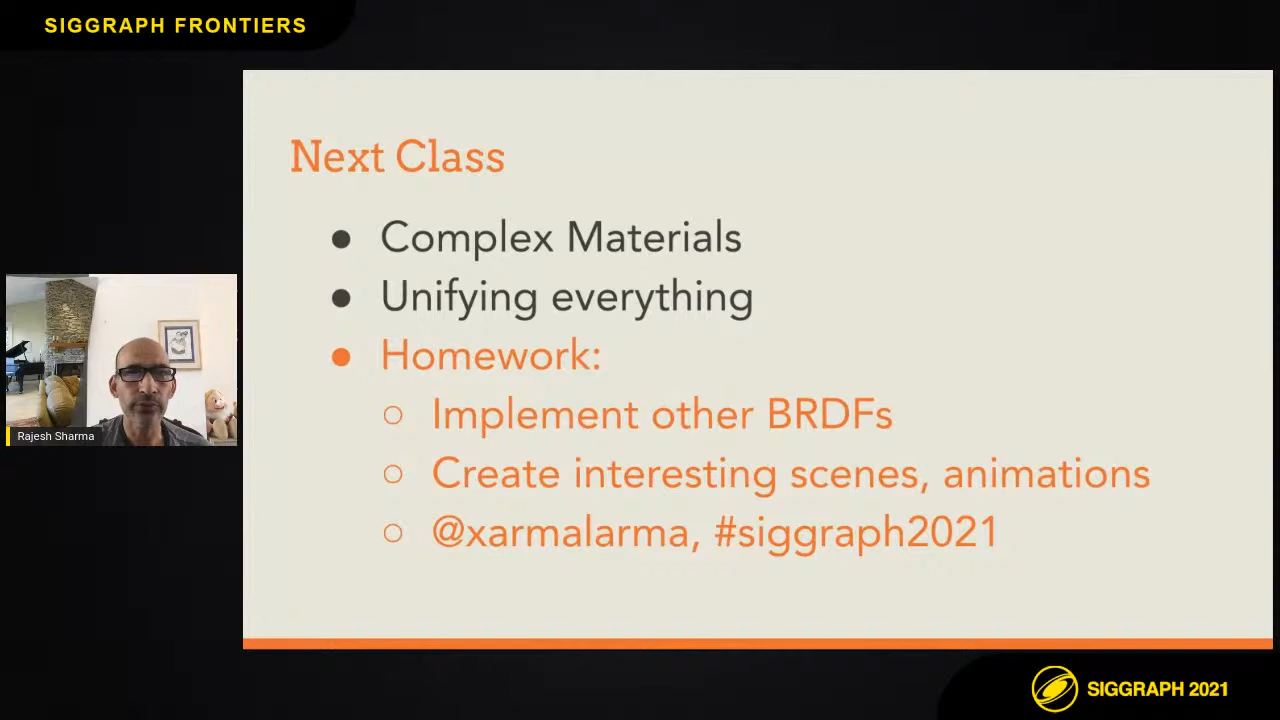 SIGGRAPH FRONTIERS
Next Class
Complex Materials
Unifying everything
Homework:
Implement other BRDFs
Create interesting scenes, animations
@xarmalarma, #siggraph2021
Rajesh Sharma
SIGGRAPH 2021